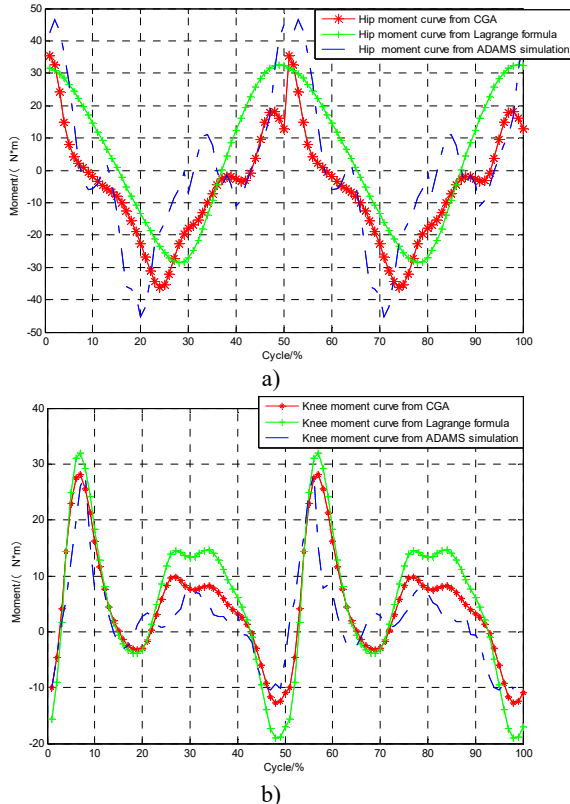 Hip moment curve from CGA
Hip moment curve from Lagrange formula
Hip moment curve from ADAMS simulation
50
40
30
20
10
0
-10
-20
-30
-40
-50
Moment/( N*m)
0 10 20 30 40 50 60 70 80 90 100
Cycle/%
a)
Knee moment curve from CGA
Knee moment curve from Lagrange formula
Knee moment curve from ADAMS simulation
40
30
20
10
0
-10
-20
Moment/( N*m)
0 10 20 30 40 50 60 70 80 90 100
Cycle/%
b)